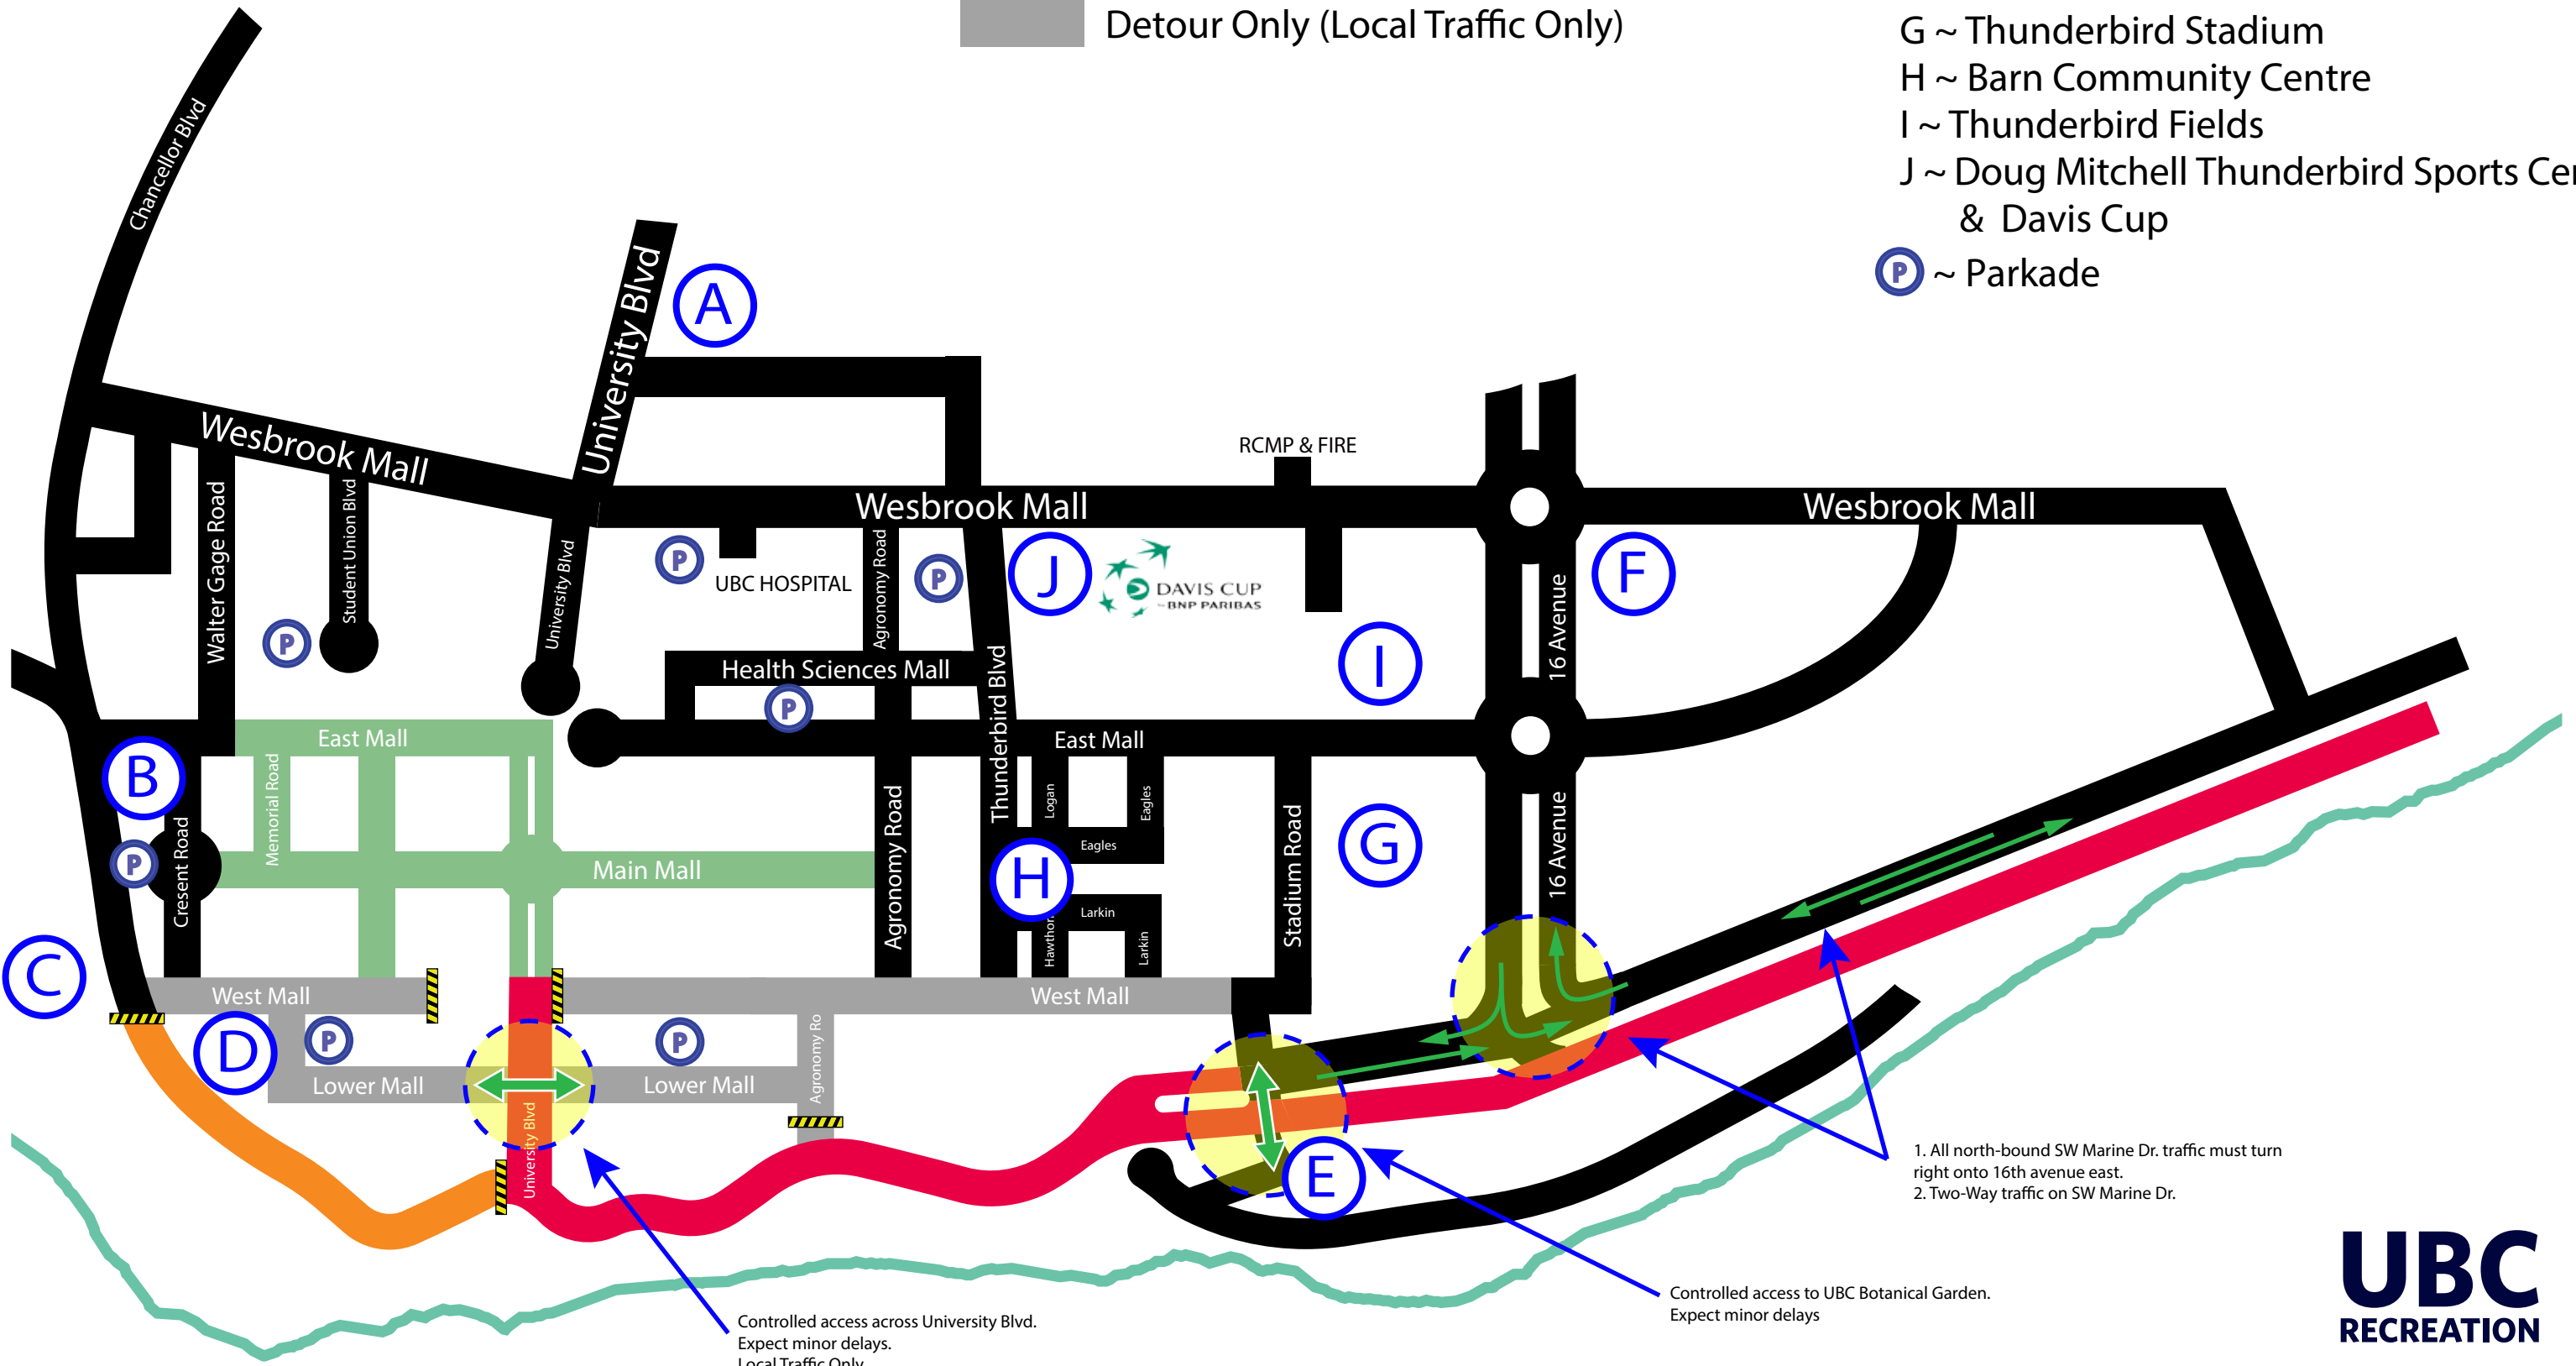 Detour Only (Local Traffic Only)
G ~ Thunderbird Stadium
H ~ Barn Community Centre
I ~ Thunderbird Fields
J ~ Doug Mitchell Thunderbird Sports Cen
& Davis Cup
P ~ Parkade
Chancellor Blvd
University Blvd
A
Wesbrook Mall
RCMP & FIRE
Wesbrook Mall
Wesbrook Mall
Walter Gage Road
Student Union Blvd
University Blvd
P
UBC HOSPITAL
Agronomy Road
P
J
DAVIS CUP
BY BNP PARIBAS
F
16 Avenue
P
Health Sciences Mall
P
Thunderbird Blvd
I
East Mall
East Mall
B
Memorial Road
Logan
Eagles
16 Avenue
P
Cresent Road
Main Mall
Agronomy Road
Eagles
H
G
Stadium Road
Larkin
Hawthor
Larkin
C
West Mall
West Mall
D
P
P
Agronomy Ro
Lower Mall
Lower Mall
University Blvd
E
1. All north-bound SW Marine Dr. traffic must turn
right onto 16th avenue east.
2. Two-Way traffic on SW Marine Dr.
Controlled access to UBC Botanical Garden.
Expect minor delays
Controlled access across University Blvd.
Expect minor delays.
Local Traffic Only
UBC
RECREATION